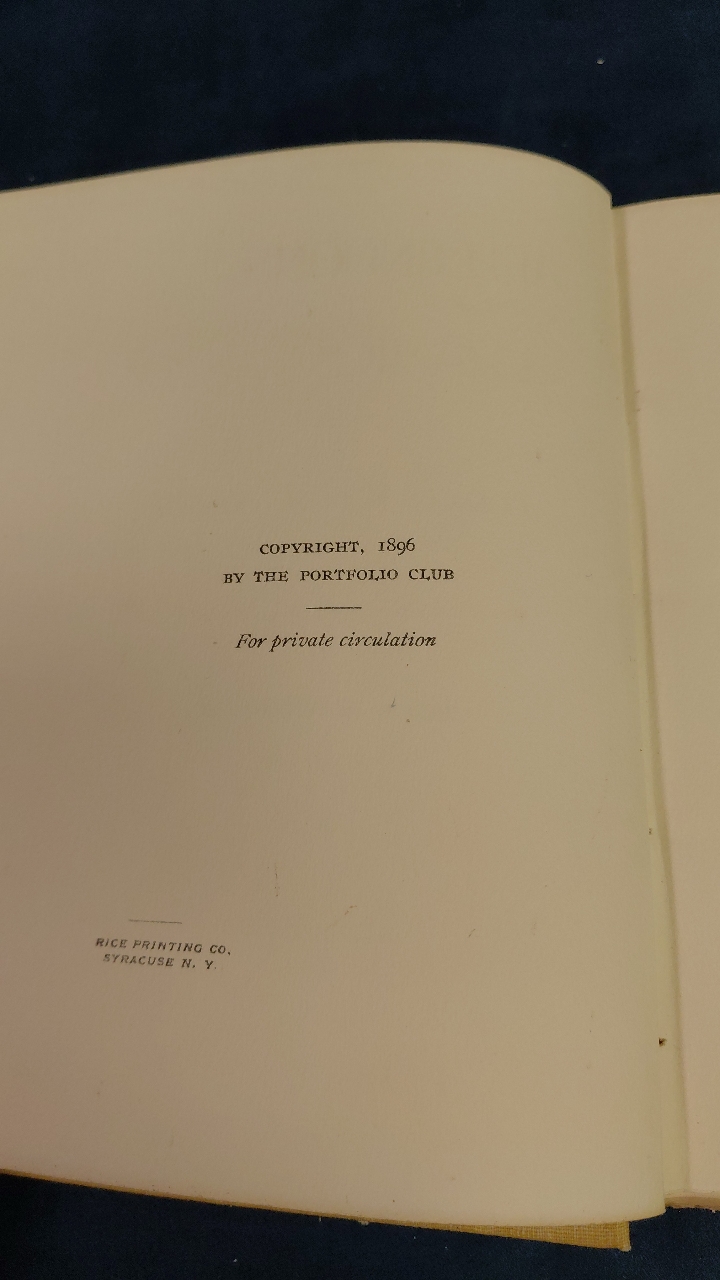 COPYRIGHT, 1896
BY THE PORTFOLIO CLUB
For private circulation
RICE PRINTING CO.
SYRACUSE N. Y.